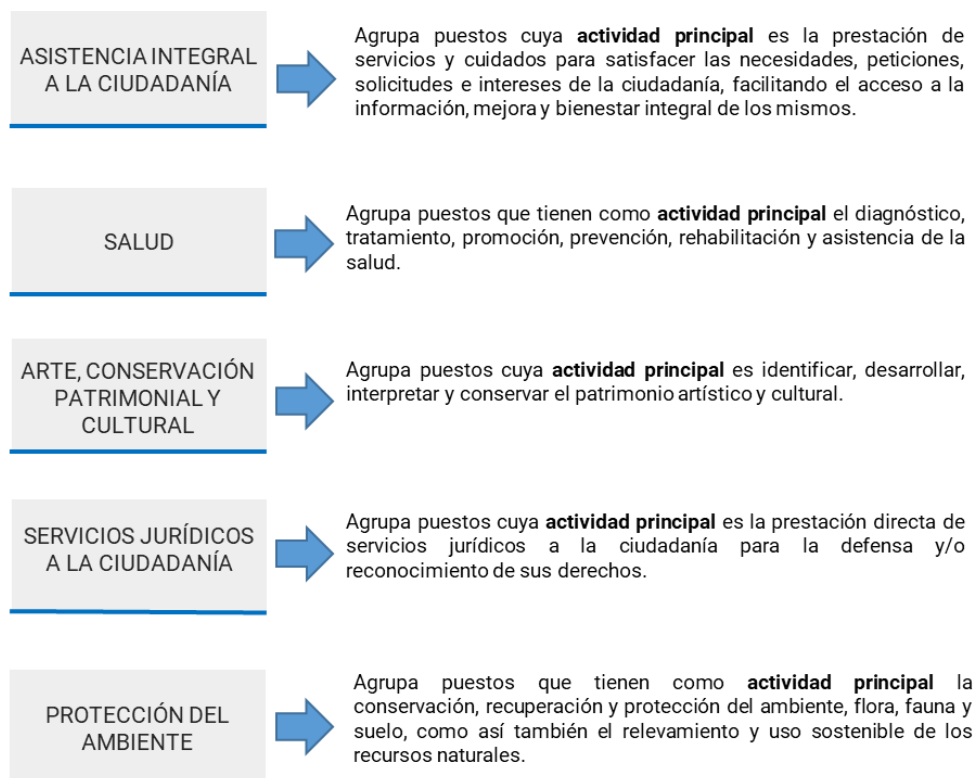 ASISTENCIA INTEGRAL
A LA CIUDADANÍA
Agrupa puestos cuya actividad principal es la prestación de
servicios y cuidados para satisfacer las necesidades, peticiones,
solicitudes e intereses de la ciudadanía, facilitando el acceso a la
información, mejora y bienestar integral de los mismos.
SALUD
Agrupa puestos que tienen como actividad principal el diagnóstico,
tratamiento, promoción, prevención, rehabilitación y asistencia de la
salud.
ARTE, CONSERVACIÓN
PATRIMONIAL Y
CULTURAL
Agrupa puestos cuya actividad principal es identificar, desarrollar,
interpretar y conservar el patrimonio artístico y cultural.
SERVICIOS JURÍDICOS
A LA CIUDADANÍA
Agrupa puestos cuya actividad principal es la prestación directa de
servicios jurídicos a la ciudadanía para la defensa y/o
reconocimiento de sus derechos.
PROTECCIÓN DEL
AMBIENTE
Agrupa puestos que tienen como actividad principal la
conservación, recuperación y protección del ambiente, flora, fauna y
suelo, como así también el relevamiento y uso sostenible de los
recursos naturales.